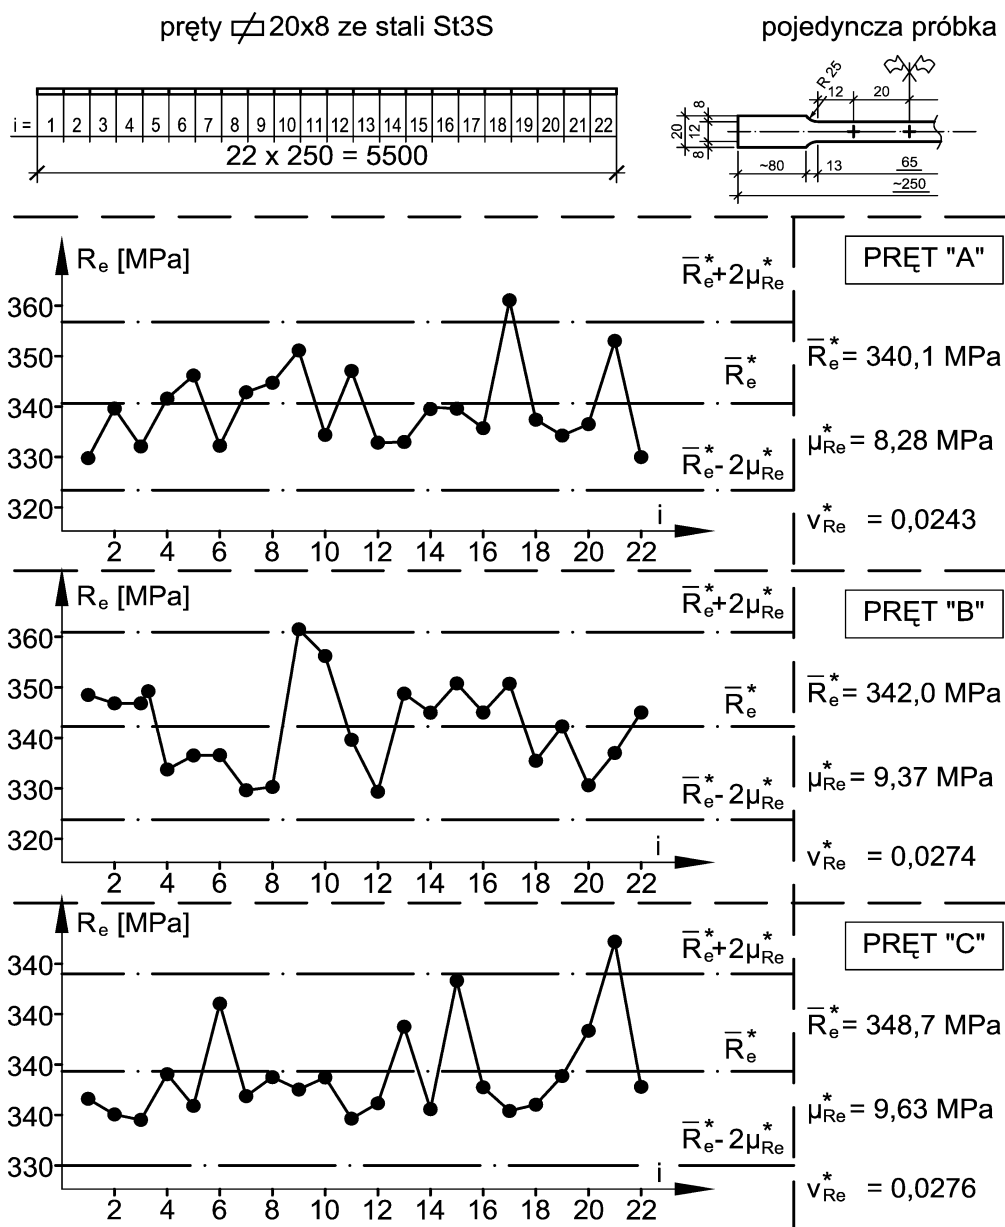 pręty 20x8 ze stali St3S
pojedyncza próbka
i = 1 2 3 4 5 6 7 8 9 10 11 12 13 14 15 16 17 18 19 20 21 22
22 x 250 = 5500
R 25
12 20
8
20 12
8
~80 13 65
~250
Re [MPa]
R̅e*+2µRe*
PRĘT "A"
360
350
R̅e*
R̅e* = 340,1 MPa
340
µRe* = 8,28 MPa
330
R̅e*- 2µRe*
320
i
vRe* = 0,0243
2 4 6 8 10 12 14 16 18 20 22
Re [MPa]
R̅e*+2µRe*
PRĘT "B"
360
350
R̅e*
R̅e* = 342,0 MPa
340
µRe* = 9,37 MPa
330
R̅e*- 2µRe*
320
i
vRe* = 0,0274
2 4 6 8 10 12 14 16 18 20 22
Re [MPa]
R̅e*+2µRe*
PRĘT "C"
340
340
R̅e*
R̅e* = 348,7 MPa
340
340
µRe* = 9,63 MPa
R̅e*- 2µRe*
330
i
vRe* = 0,0276
2 4 6 8 10 12 14 16 18 20 22